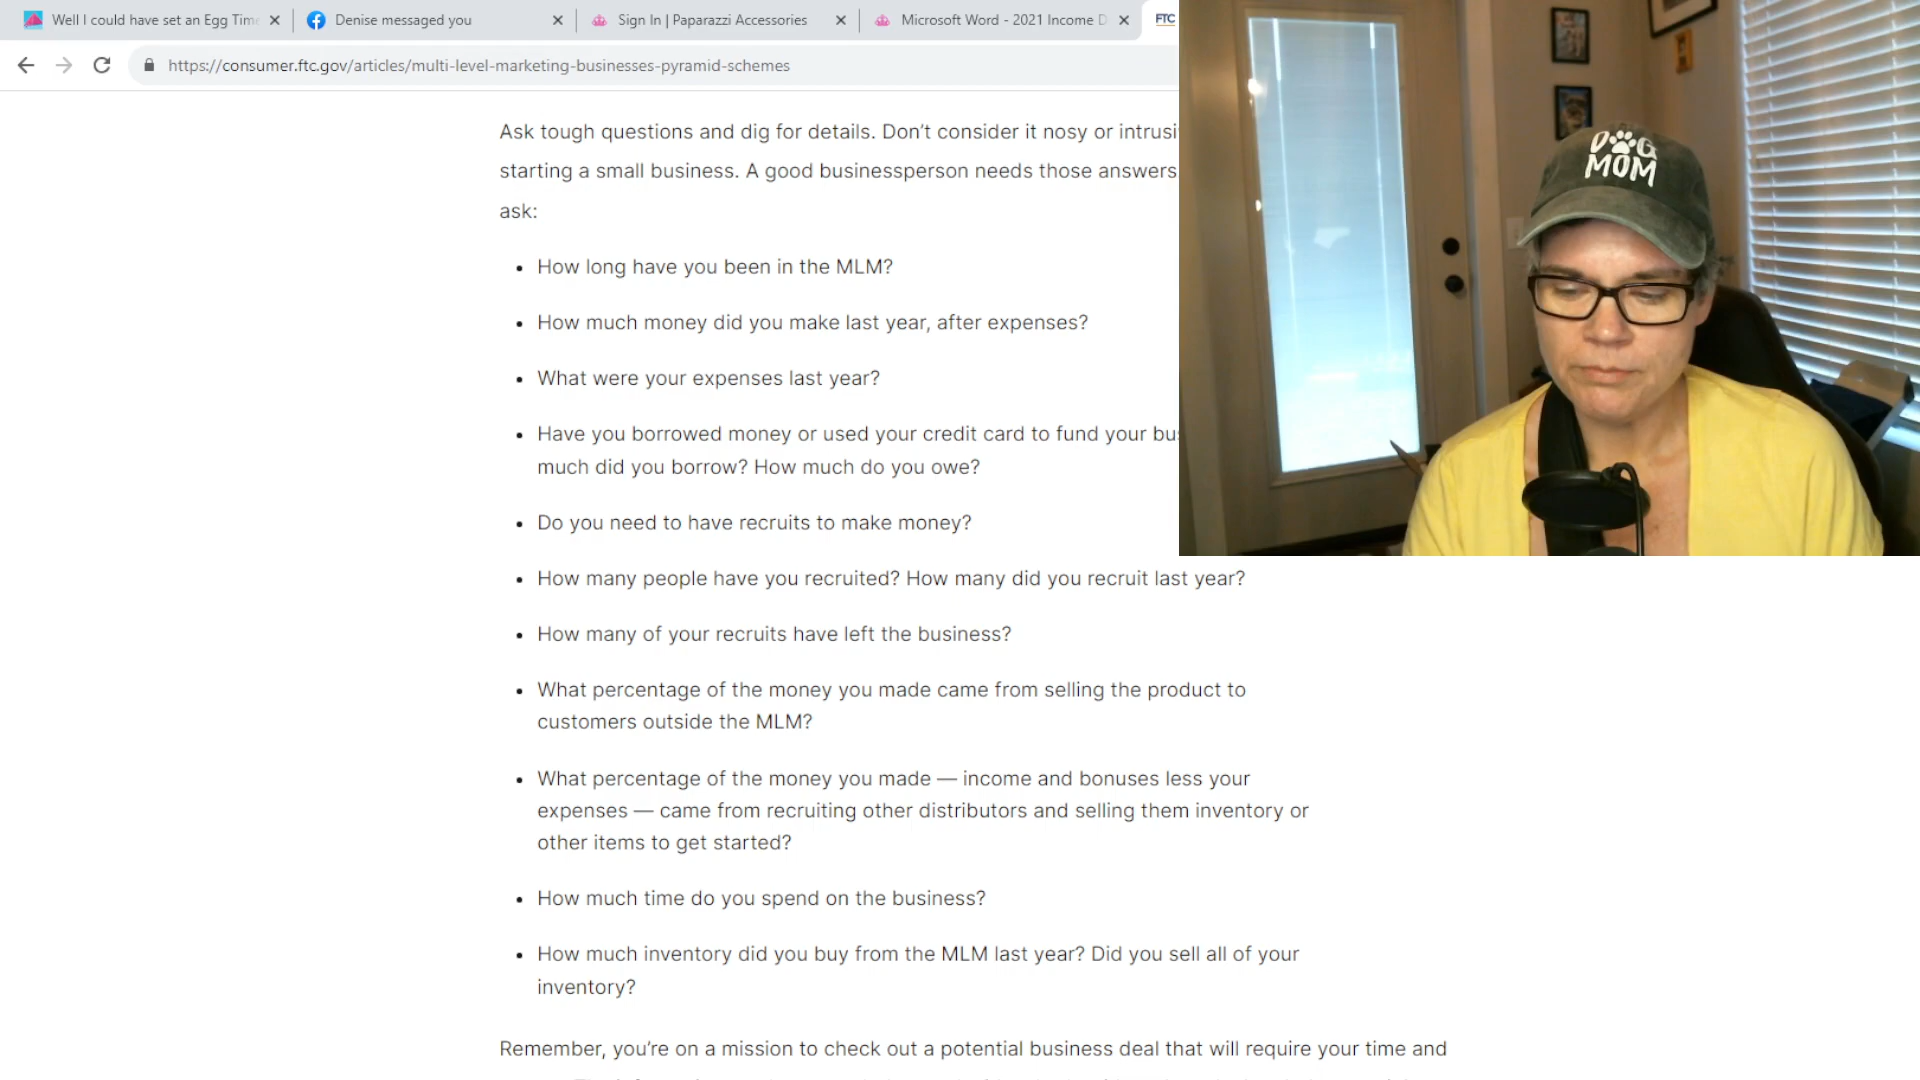 Well I could have set an Egg Time
Denise messaged you
Sign In | Paparazzi Accessories
Microsoft Word - 2021 Income D
FTC
https://consumer.ftc.gov/articles/multi-level-marketing-businesses-pyramid-schemes
DOG
MOM
Ask tough questions and dig for details. Don't consider it nosy or intrusi
starting a small business. A good businessperson needs those answers
ask:
• How long have you been in the MLM?
• How much money did you make last year, after expenses?
• What were your expenses last year?
• Have you borrowed money or used your credit card to fund your bus
much did you borrow? How much do you owe?
• Do you need to have recruits to make money?
• How many people have you recruited? How many did you recruit last year?
• How many of your recruits have left the business?
• What percentage of the money you made came from selling the product to
customers outside the MLM?
• What percentage of the money you made — income and bonuses less your
expenses — came from recruiting other distributors and selling them inventory or
other items to get started?
• How much time do you spend on the business?
• How much inventory did you buy from the MLM last year? Did you sell all of your
inventory?
Remember, you're on a mission to check out a potential business deal that will require your time and